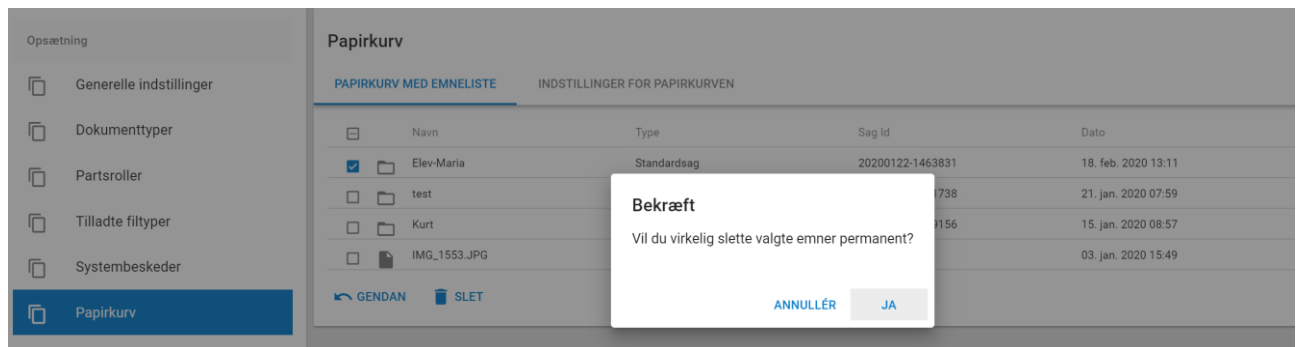 Opsætning
Generelle indstillinger
Dokumenttyper
Partsroller
Tilladte filtyper
Systembeskeder
Papirkurv
Papirkurv
PAPIRKURV MED EMNELISTE INDSTILLINGER FOR PAPIRKURVEN
Navn Type Sag Id Dato
Elev-Maria Standardsag 20200122-1463831 18. feb. 2020 13:11
test 1738 21. jan. 2020 07:59
Kurt 9156 15. jan. 2020 08:57
IMG_1553.JPG 03. jan. 2020 15:49
GENDAN SLET
Bekræft
Vil du virkelig slette valgte emner permanent?
ANNULLÉR JA